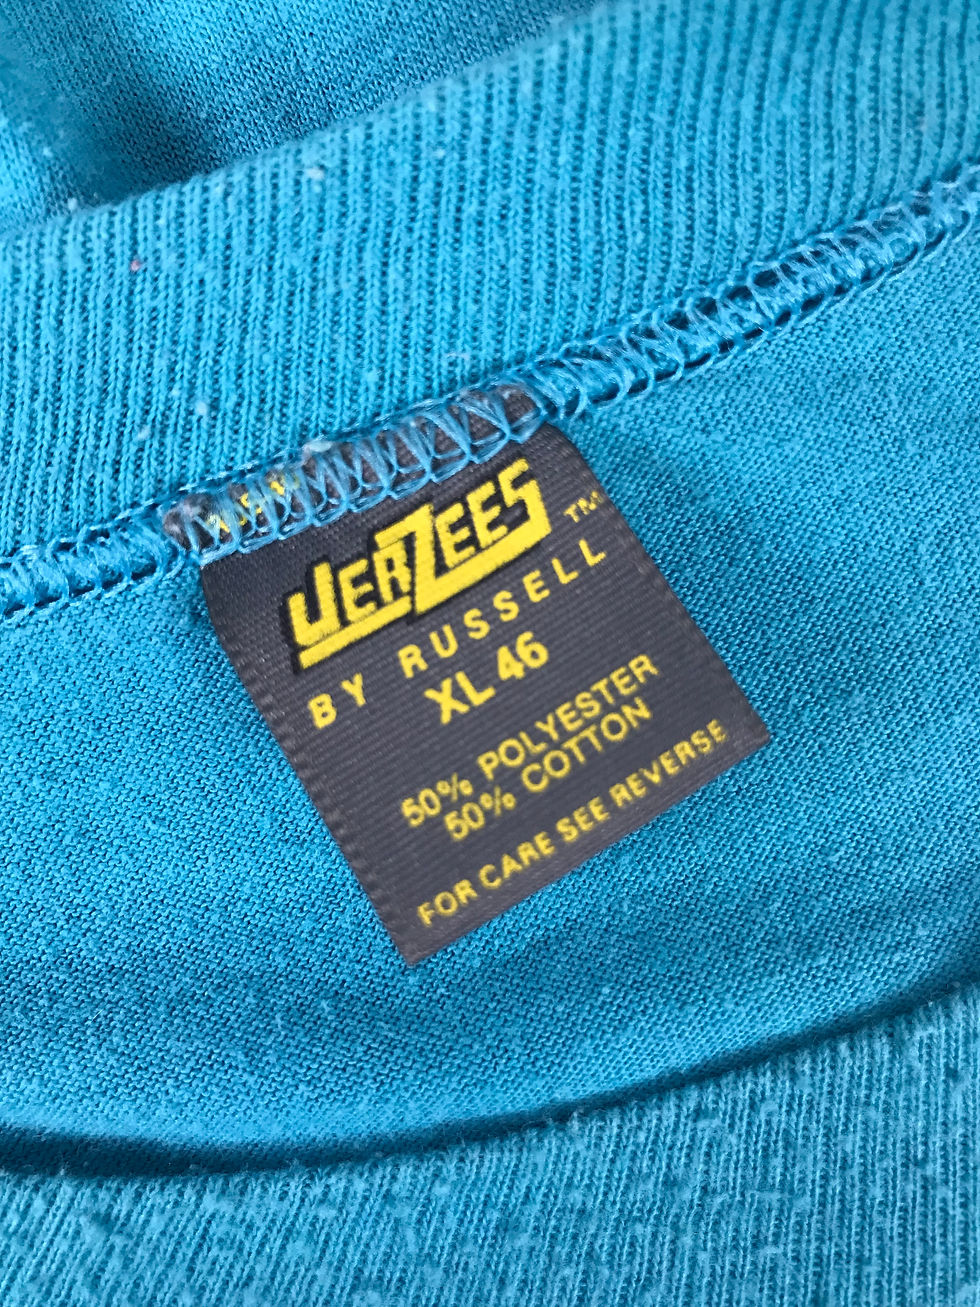 JERZEES TM
BY RUSSELL
XL 46
50% POLYESTER
50% COTTON
FOR CARE SEE REVERSE